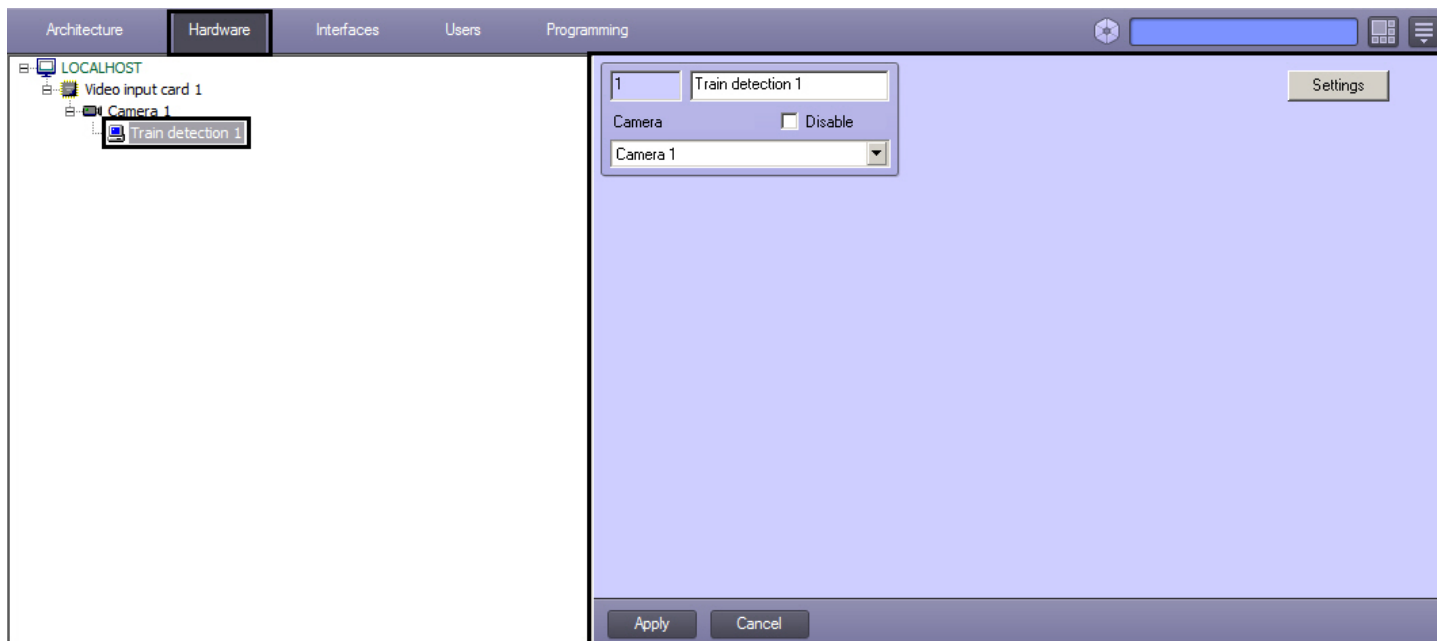 Architecture Hardware Interfaces Users Programming
LOCALHOST
Video input card 1
Camera 1
Train detection 1
1 Train detection 1
Settings
Camera Disable
Camera 1
Apply Cancel